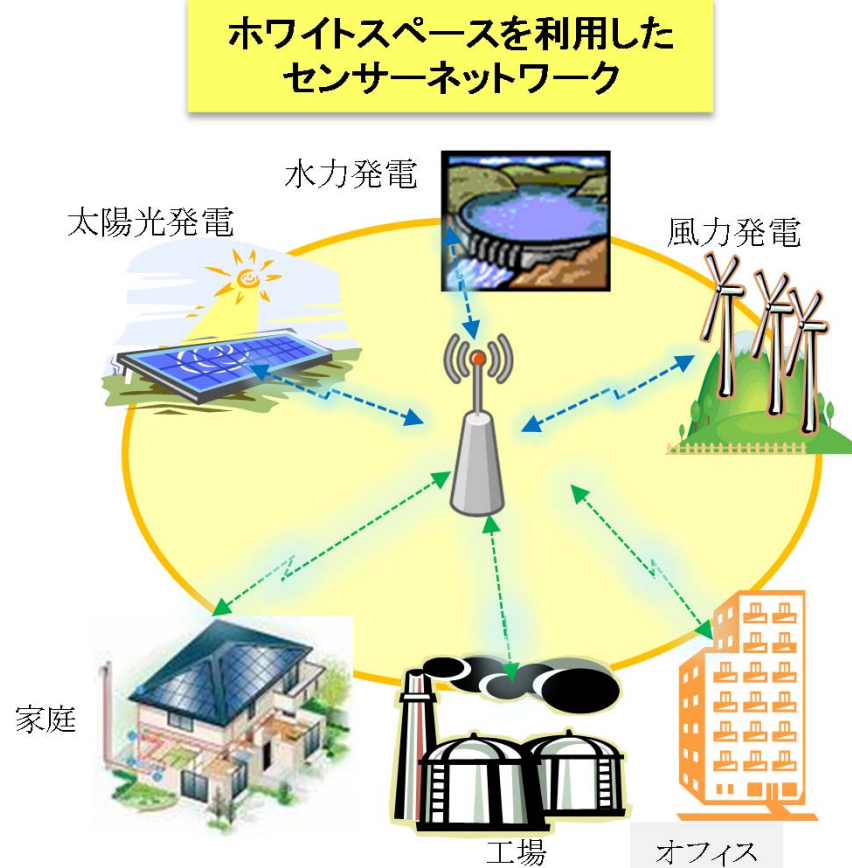 ホワイトスペースを利用した
センサーネットワーク
水力発電
太陽光発電
風力発電
家庭
工場
オフィス